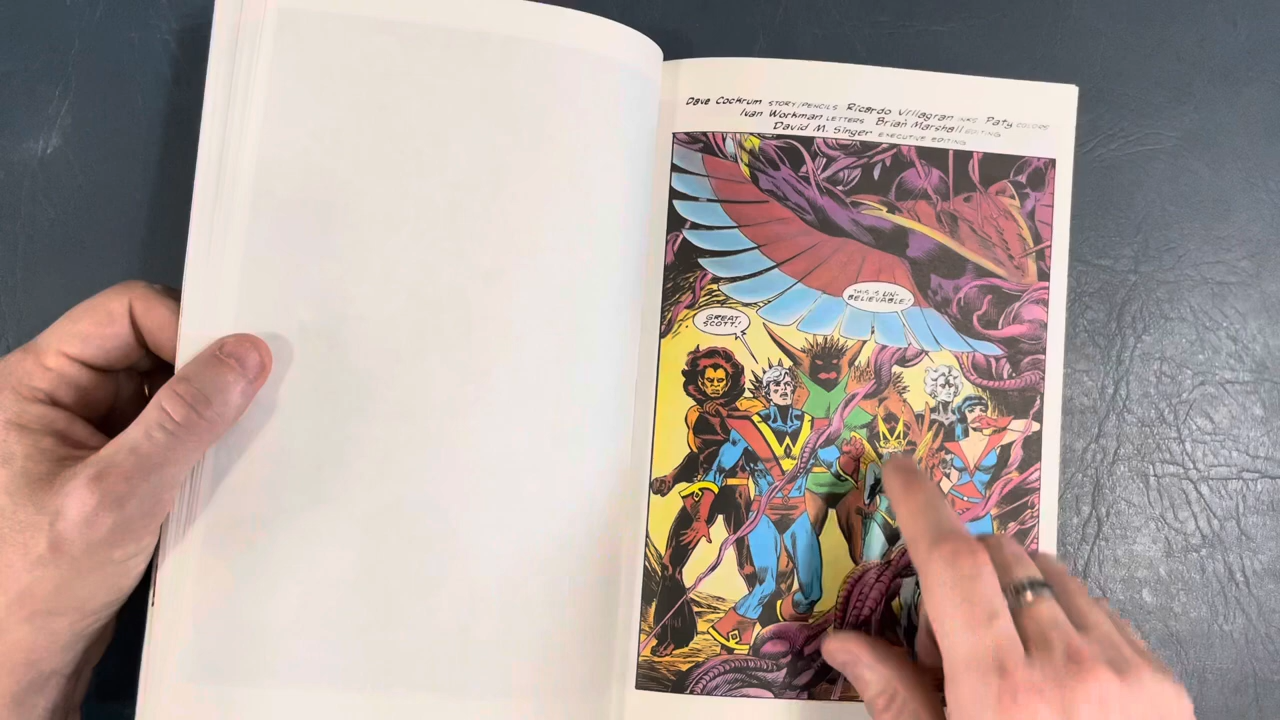 Dave Cockrum STORY/PENCILS Ricardo Villagran INKS Paty COLORS
Ivan Workman LETTERS Brian Marshall EDITING
David M. Singer EXECUTIVE EDITING
THIS IS UN-
BELIEVABLE!
GREAT
SCOTT!